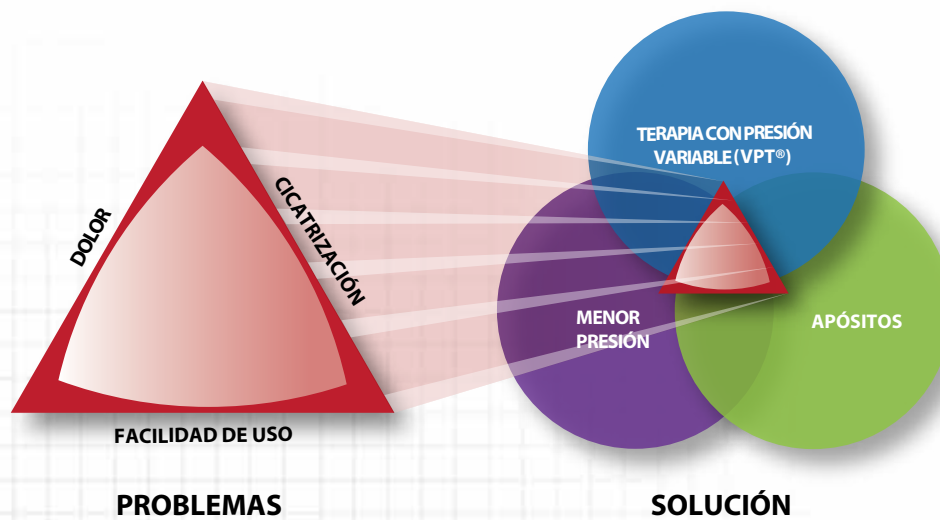 DOLOR
CICATRIZACIÓN
FACILIDAD DE USO
PROBLEMAS
TERAPIA CON PRESIÓN
VARIABLE (VPT®)
MENOR
PRESIÓN
APÓSITOS
SOLUCIÓN